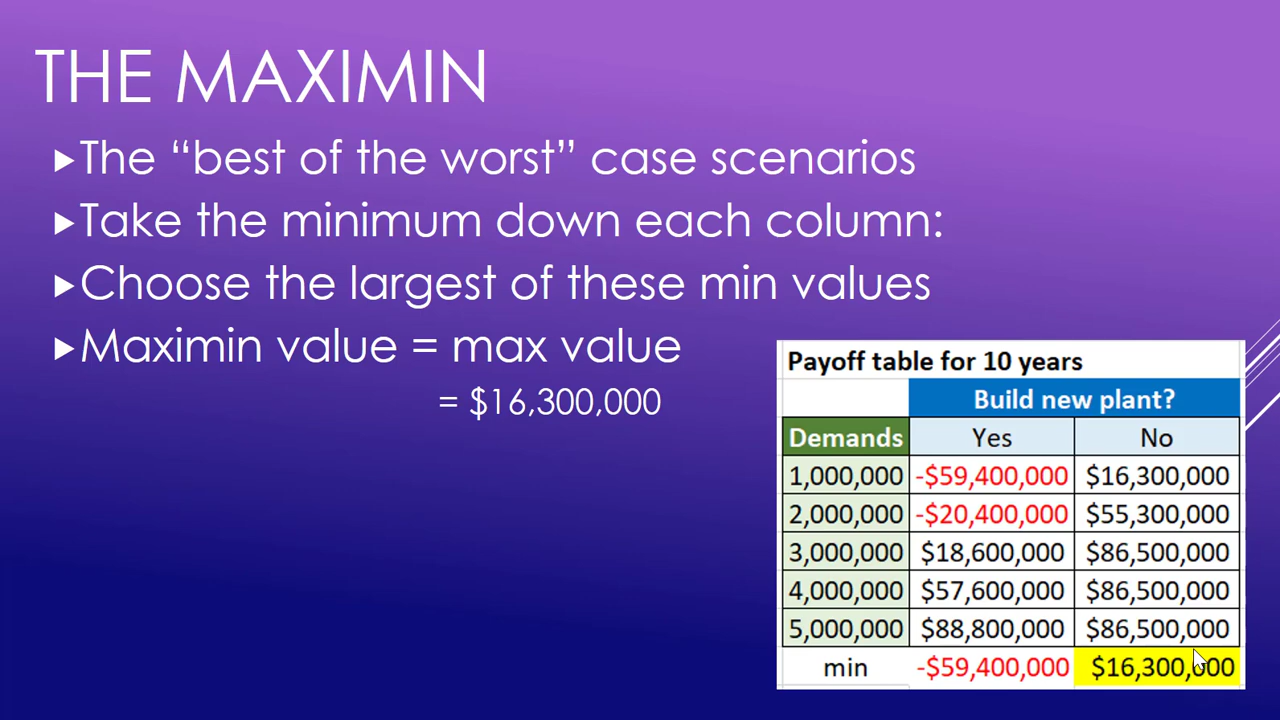 THE MAXIMIN
The “best of the worst” case scenarios
Take the minimum down each column:
Choose the largest of these min values
Maximin value = max value
= $16,300,000
Payoff table for 10 years
Build new plant?
Demands Yes No
1,000,000 -$59,400,000 $16,300,000
2,000,000 -$20,400,000 $55,300,000
3,000,000 $18,600,000 $86,500,000
4,000,000 $57,600,000 $86,500,000
5,000,000 $88,800,000 $86,500,000
min -$59,400,000 $16,300,000